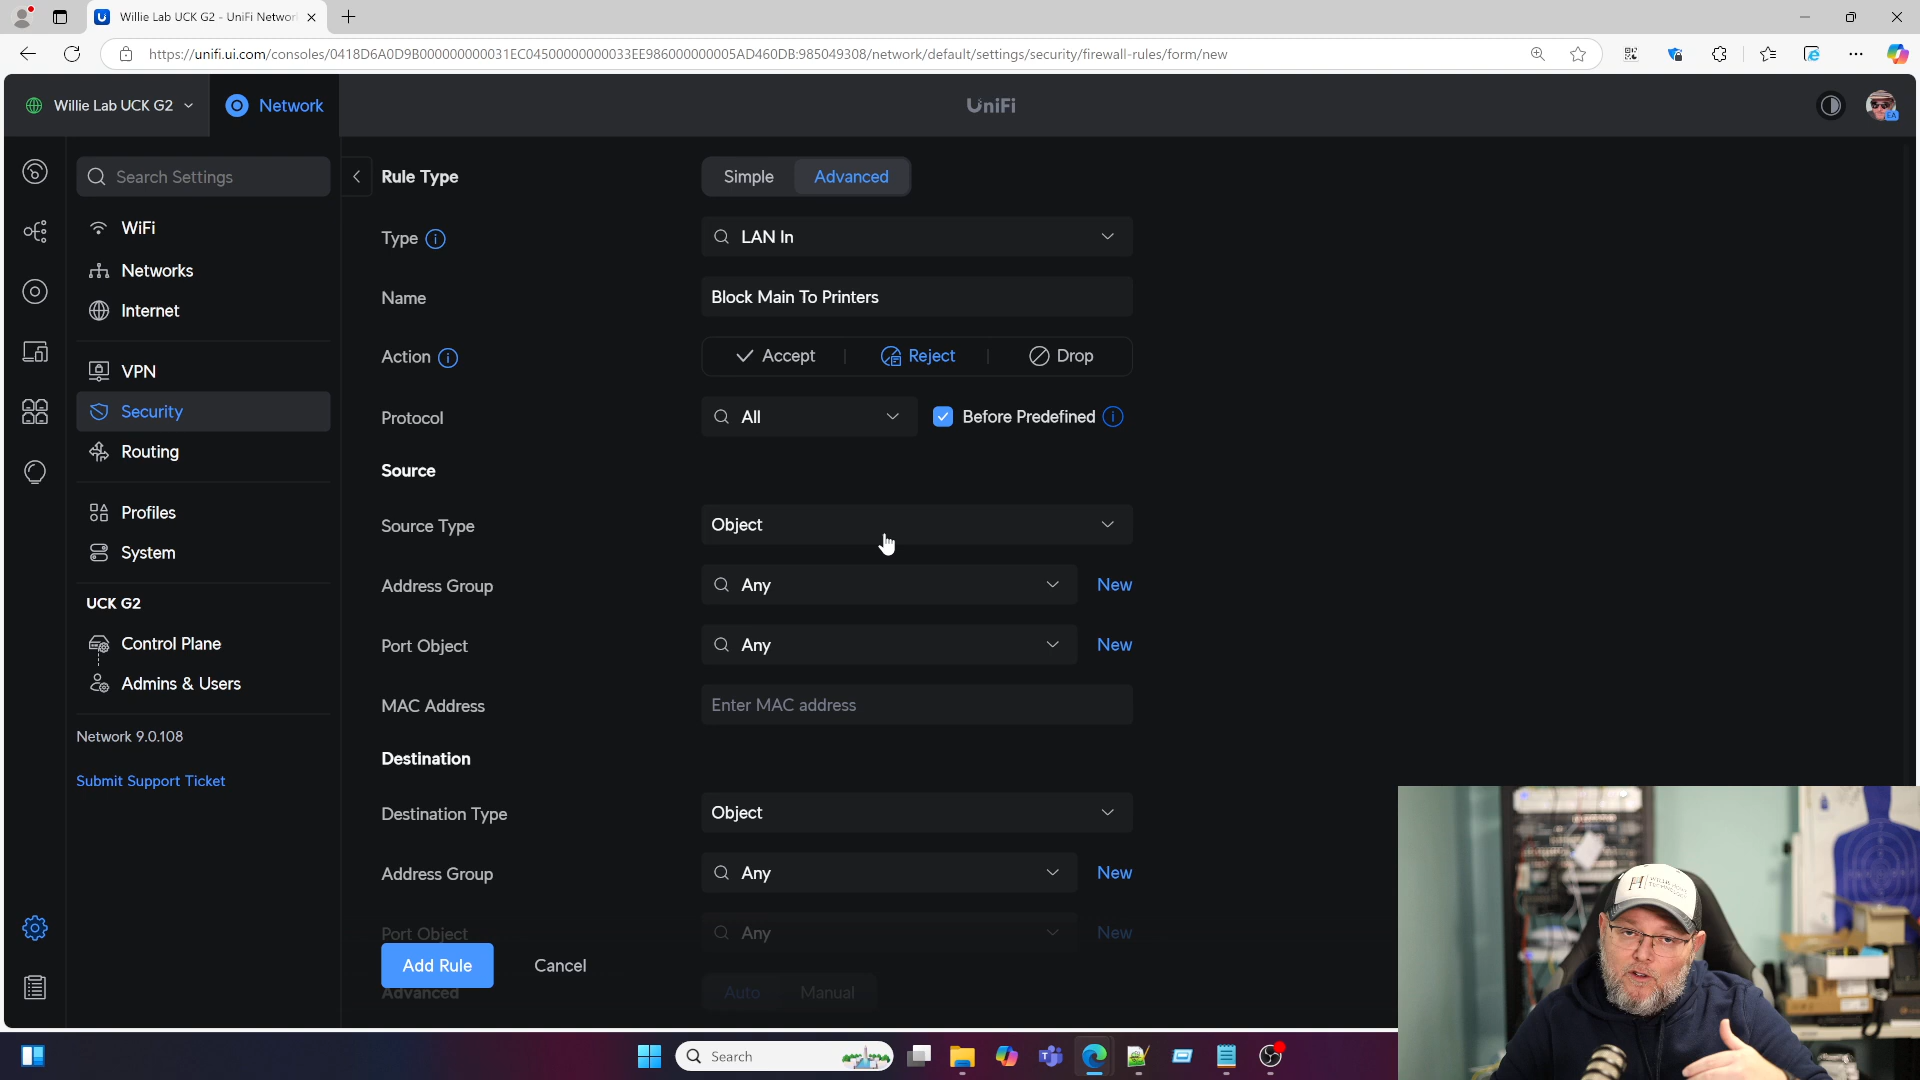 Willie Lab UCK G2 - UniFi Networ
https://unifi.ui.com/consoles/0418D6A0D9B000000000031EC04500000000033EE986000000005AD460DB:985049308/network/default/settings/security/firewall-rules/form/new
Willie Lab UCK G2
Network
UniFi
EA
Search Settings
WiFi
Networks
Internet
VPN
Security
Routing
Profiles
System
UCK G2
Control Plane
Admins & Users
Network 9.0.108
Submit Support Ticket
Rule Type
Simple Advanced
Type
LAN In
Name
Block Main To Printers
Action
Accept Reject Drop
Protocol
All
Before Predefined
Source
Source Type
Object
Address Group
Any
New
Port Object
Any
New
MAC Address
Enter MAC address
Destination
Destination Type
Object
Address Group
Any
New
Port Object
Any
New
Add Rule
Cancel
Advanced
Auto Manual
Search